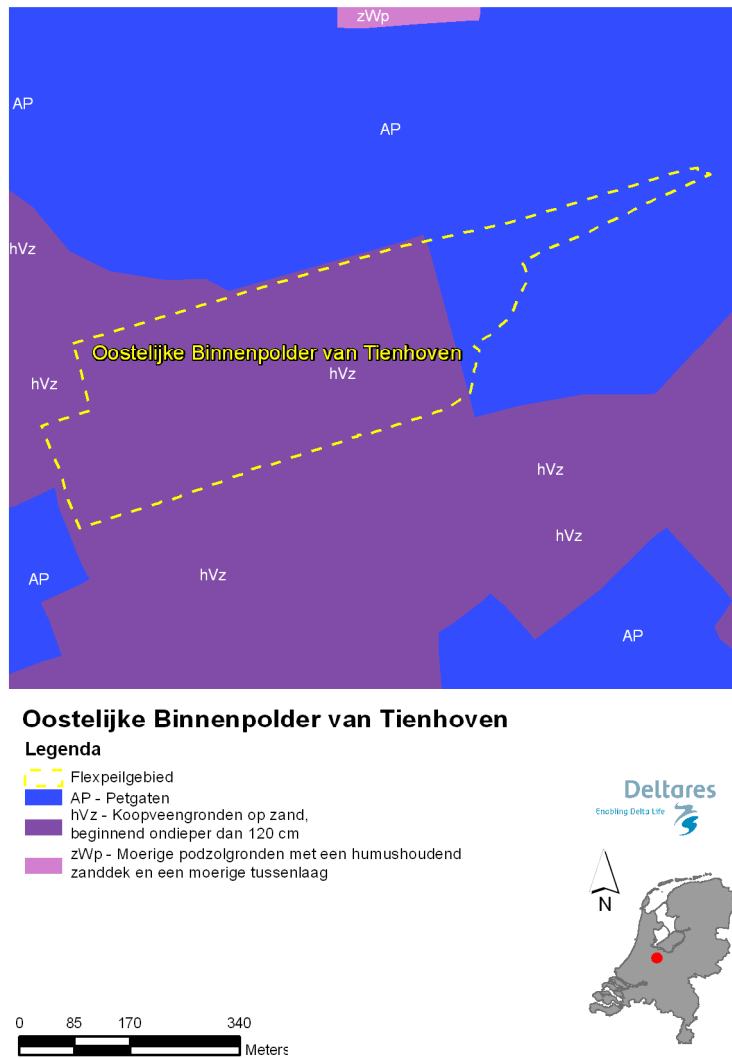 zWp
AP
AP
hVz
Oostelijke Binnenpolder van Tienhoven
hVz
hVz
hVz
hVz
hVz
AP
AP
Oostelijke Binnenpolder van Tienhoven
Legenda
Flexpeilgebied
AP - Petgaten
hVz - Koopveengronden op zand,
beginnend ondieper dan 120 cm
zWp - Moerige podzolgronden met een humushoudend
zanddek en een moerige tussenlaag
Deltares
Enabling Delta Life
N
0 85 170 340
Meters